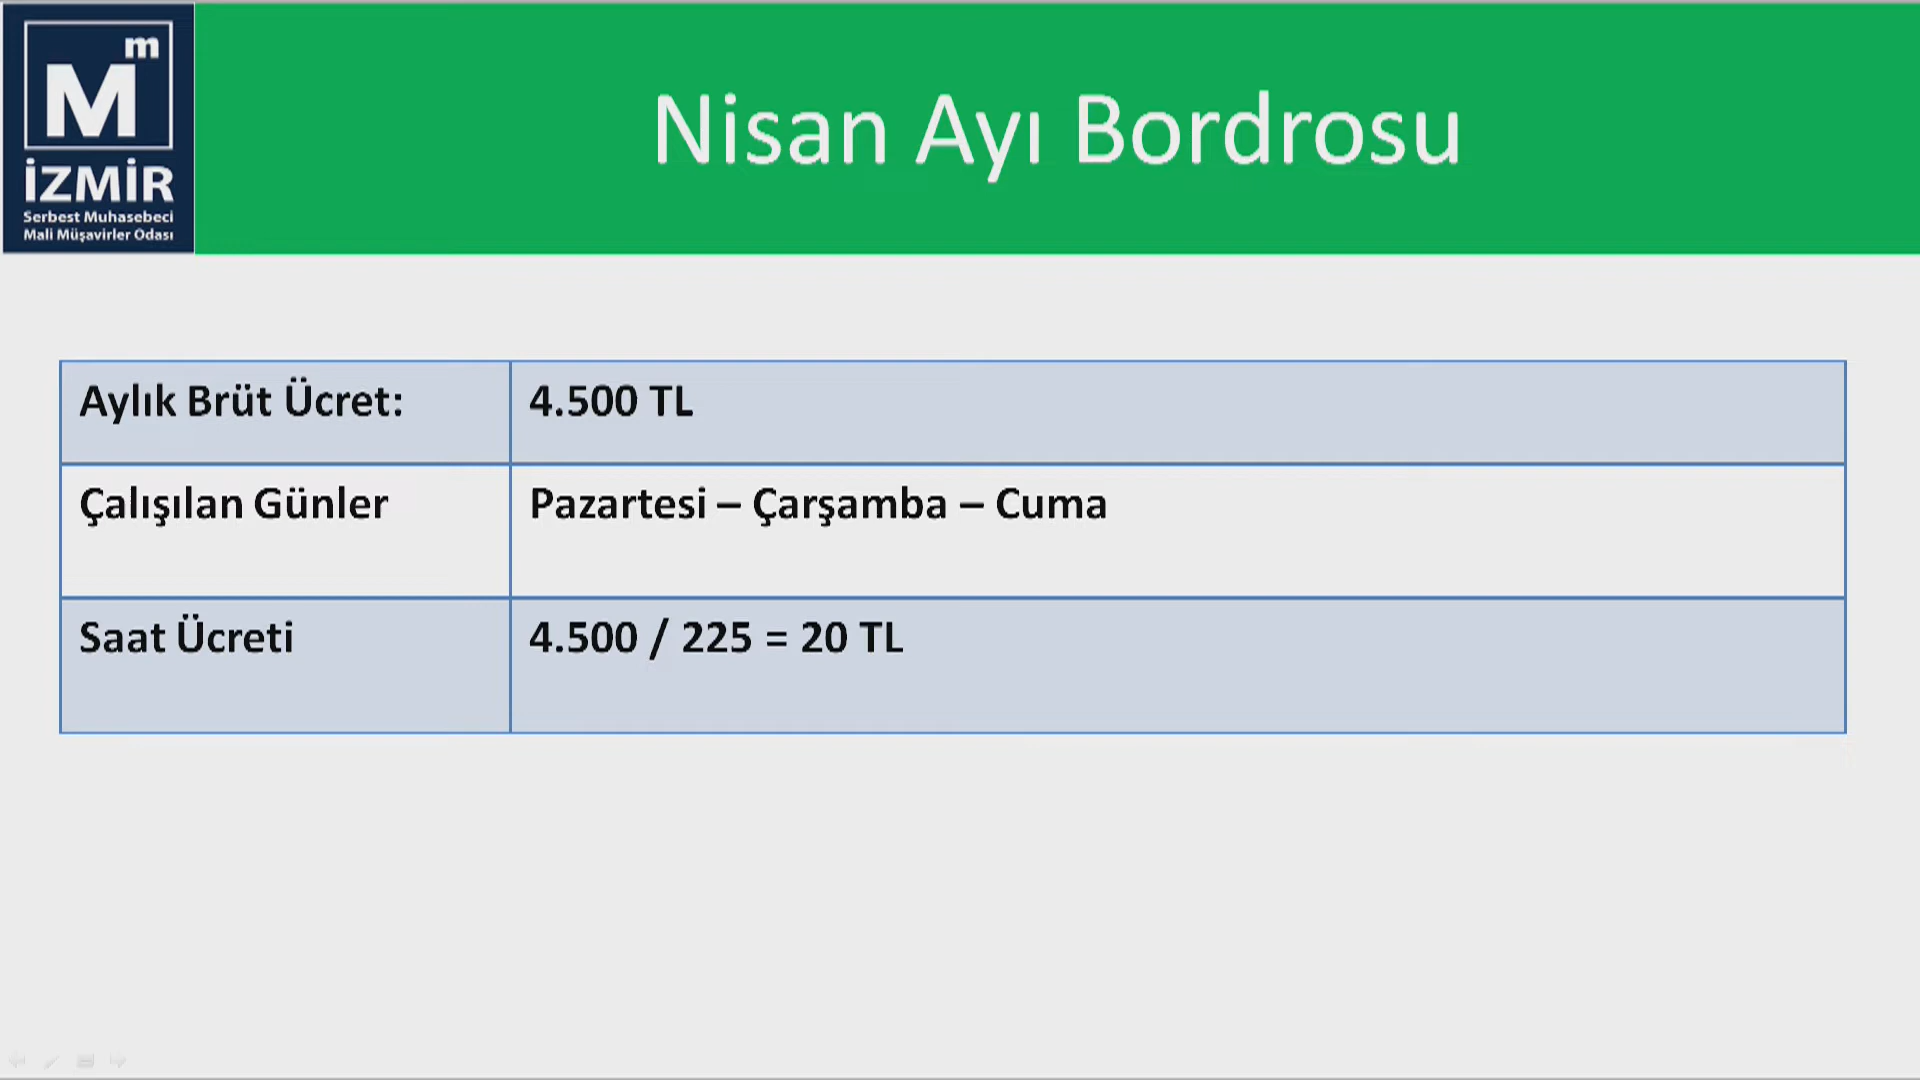 m
M
İZMİR
Serbest Muhasebeci
Mali Müşavirler Odası
Nisan Ayı Bordrosu
Aylık Brüt Ücret:
4.500 TL
Çalışılan Günler
Pazartesi – Çarşamba – Cuma
Saat Ücreti
4.500 / 225 = 20 TL